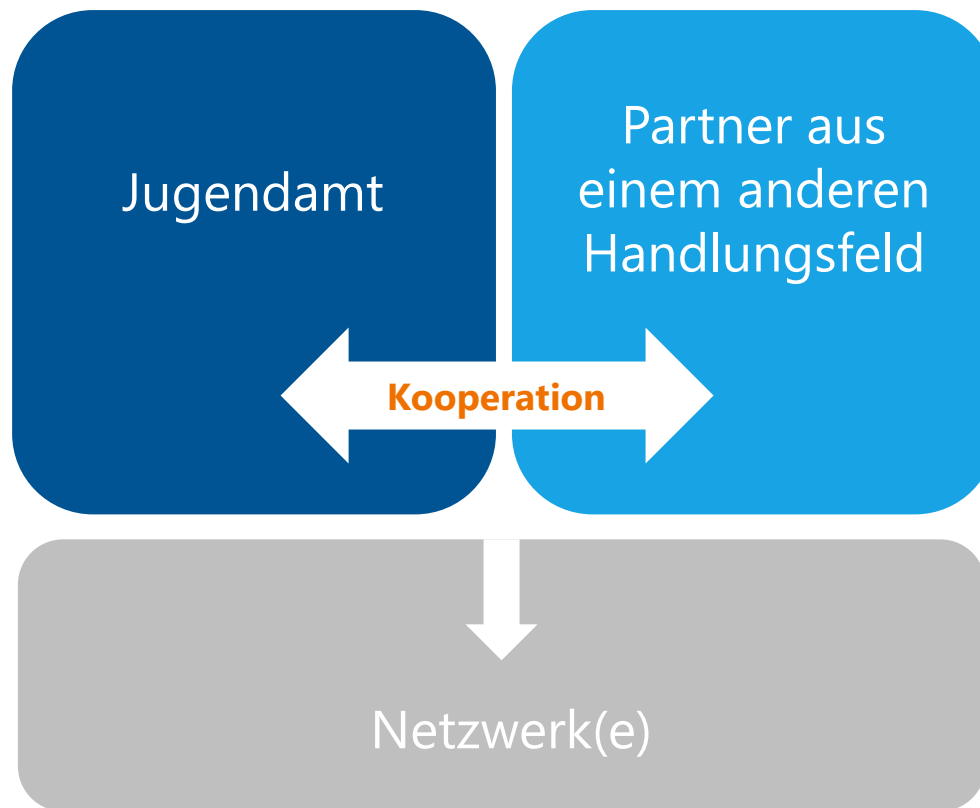 Jugendamt
Partner aus
einem anderen
Handlungsfeld
Kooperation
Netzwerk(e)